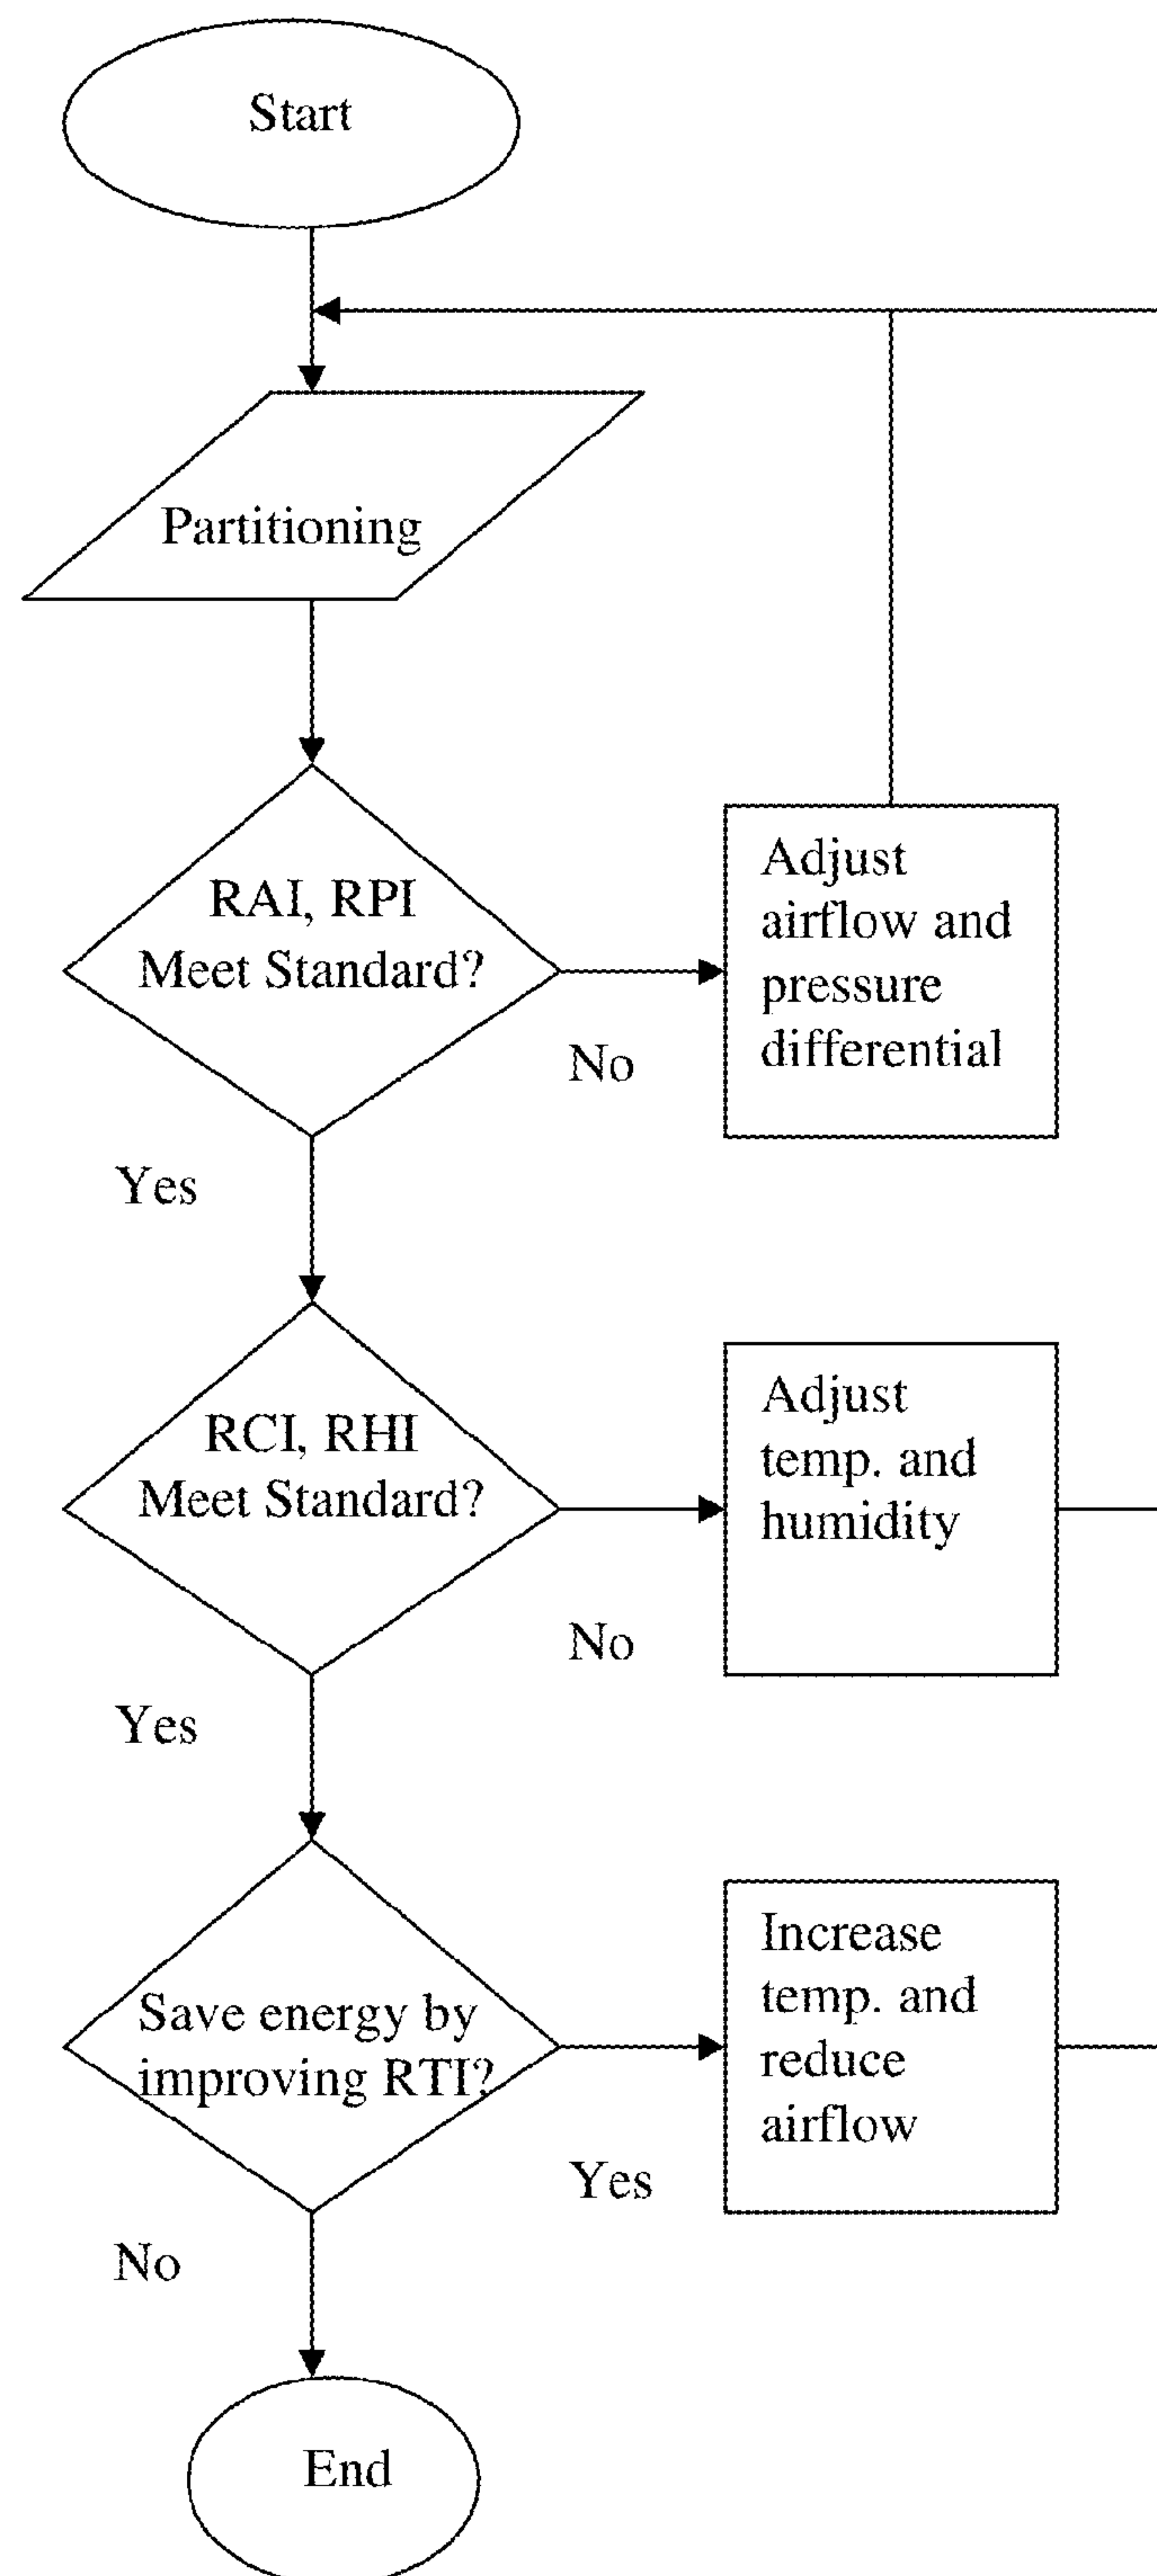 Start
Partitioning
RAI, RPI
Meet Standard?
No
Adjust
airflow and
pressure
differential
Yes
RCI, RHI
Meet Standard?
No
Adjust
temp. and
humidity
Yes
Save energy by
improving RTI?
Yes
Increase
temp. and
reduce
airflow
No
End